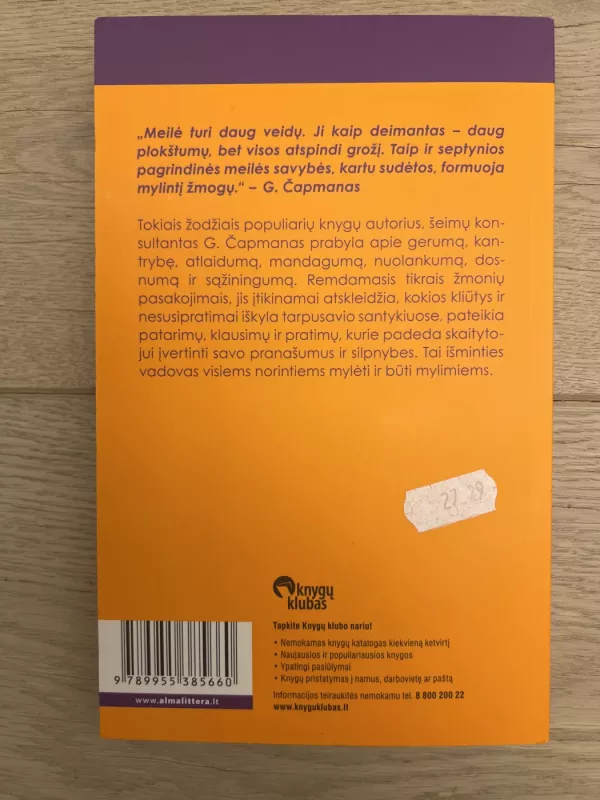 „Meilė turi daug veidų. Ji kaip deimantas – daug
plokštumų, bet visos atspindi grožį. Taip ir septynios
pagrindinės meilės savybės, kartu sudėtos, formuoja
mylintį žmogų.“ – G. Čapmanas
Tokiais žodžiais populiarių knygų autorius, šeimų kon-
sultantas G. Čapmanas prabyla apie gerumą, kan-
trybę, atlaidumą, mandagumą, nuolankumą, dos-
numą ir sąžiningumą. Remdamasis tikrais žmonių
pasakojimais, jis įtikinamai atskleidžia, kokios kliūtys ir
nesusipratimai iškyla tarpusavio santykiuose, pateikia
patarimų, klausimų ir pratimų, kurie padeda skaityto-
jui įvertinti savo pranašumus ir silpnybes. Tai išminties
vadovas visiems norintiems mylėti ir būti mylimiems.
27 29
knygų
klubas
Tapkite Knygų klubo nariu!
• Nemokamas knygų katalogas kiekvieną ketvirtį
• Naujausios ir populiariausios knygos
• Ypatingi pasiūlymai
• Knygų pristatymas į namus, darbovietę ar paštą
Informacijos teiraukitės nemokamu tel. 8 800 200 22
www.knyguklubas.lt
9 789955 385660
www.almalittera.lt